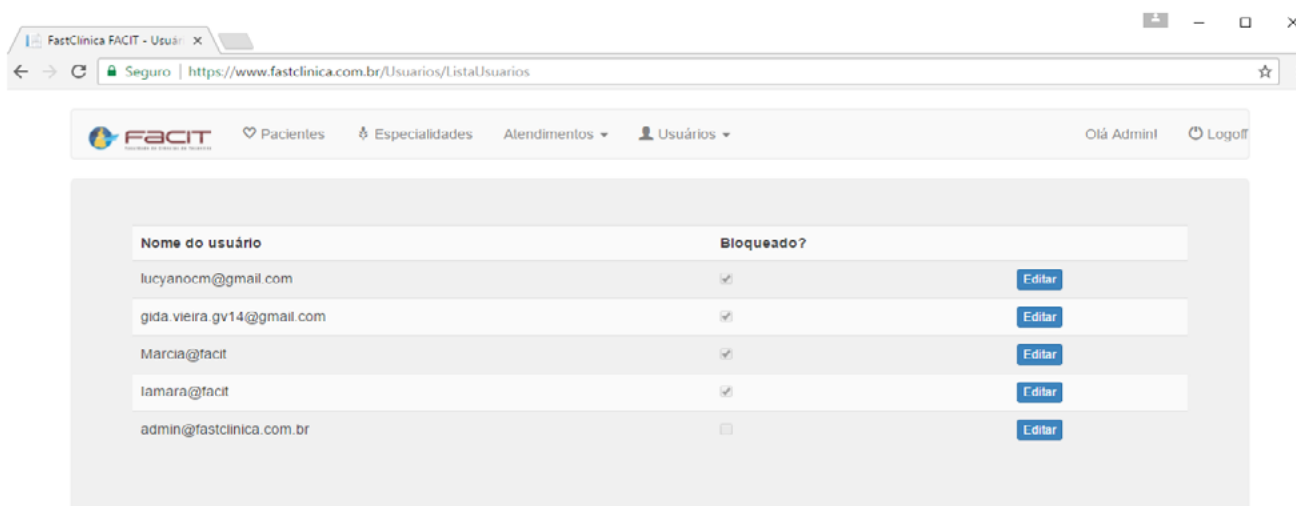 FastClínica FACIT - Usuár
Seguro | https://www.fastclinica.com.br/Usuarios/ListaUsuarios
FACIT Pacientes Especialidades Atendimentos Usuários Olá Admin! Logoff
Nome do usuário Bloqueado?
lucyanocm@gmail.com Editar
gida.vieira.gv14@gmail.com Editar
Marcia@facit Editar
Iamara@facit Editar
admin@fastclinica.com.br Editar